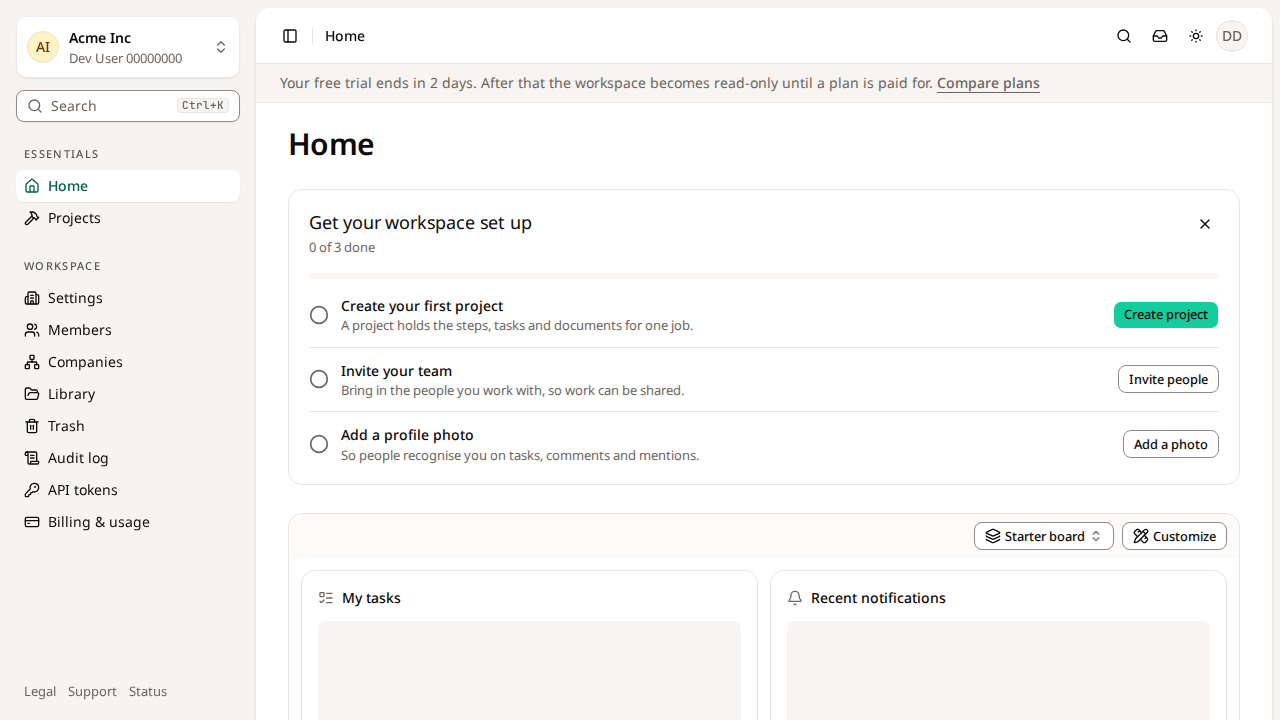 AI
Acme Inc
Dev User 00000000
Search
Ctrl+K
ESSENTIALS
Home
Projects
WORKSPACE
Settings
Members
Companies
Library
Trash
Audit log
API tokens
Billing & usage
Legal Support Status
Home
DD
Your free trial ends in 2 days. After that the workspace becomes read-only until a plan is paid for. Compare plans
Home
Get your workspace set up
0 of 3 done
Create your first project
A project holds the steps, tasks and documents for one job.
Create project
Invite your team
Bring in the people you work with, so work can be shared.
Invite people
Add a profile photo
So people recognise you on tasks, comments and mentions.
Add a photo
Starter board
Customize
My tasks
Recent notifications